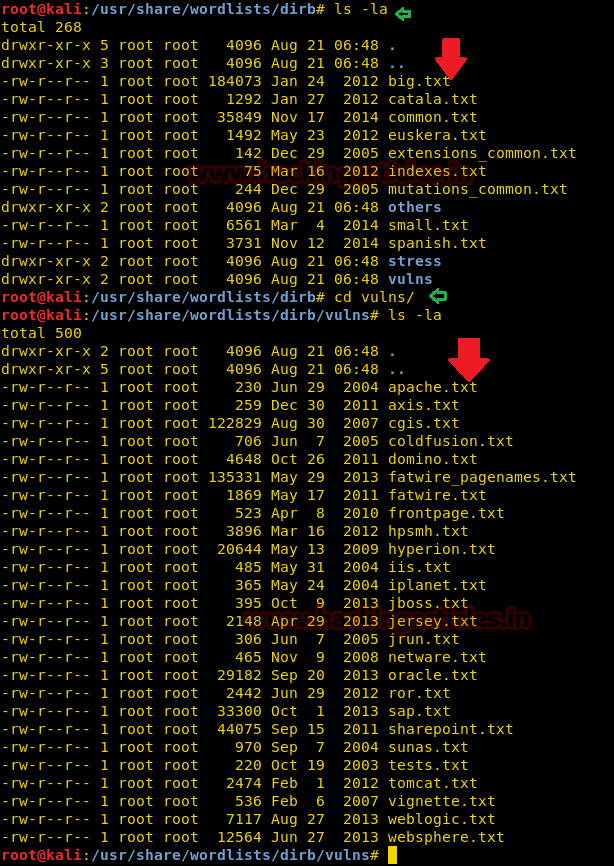 root@kali:/usr/share/wordlists/dirb# ls -la
total 268
drwxr-xr-x 5 root root   4096 Aug 21 06:48 .
drwxr-xr-x 3 root root   4096 Aug 21 06:48 ..
-rw-r--r-- 1 root root 184073 Jan 24  2012 big.txt
-rw-r--r-- 1 root root   1292 Jan 27  2012 catala.txt
-rw-r--r-- 1 root root  35849 Nov 17  2014 common.txt
-rw-r--r-- 1 root root   1492 May 23  2012 euskera.txt
-rw-r--r-- 1 root root    142 Dec 29  2005 extensions_common.txt
-rw-r--r-- 1 root root     75 Mar 16  2012 indexes.txt
-rw-r--r-- 1 root root    244 Dec 29  2005 mutations_common.txt
drwxr-xr-x 2 root root   4096 Aug 21 06:48 others
-rw-r--r-- 1 root root   6561 Mar  4  2014 small.txt
-rw-r--r-- 1 root root   3731 Nov 12  2014 spanish.txt
drwxr-xr-x 2 root root   4096 Aug 21 06:48 stress
drwxr-xr-x 2 root root   4096 Aug 21 06:48 vulns
root@kali:/usr/share/wordlists/dirb# cd vulns/
root@kali:/usr/share/wordlists/dirb/vulns# ls -la
total 500
drwxr-xr-x 2 root root   4096 Aug 21 06:48 .
drwxr-xr-x 5 root root   4096 Aug 21 06:48 ..
-rw-r--r-- 1 root root    230 Jun 29  2004 apache.txt
-rw-r--r-- 1 root root    259 Dec 30  2011 axis.txt
-rw-r--r-- 1 root root 122829 Aug 30  2007 cgis.txt
-rw-r--r-- 1 root root    706 Jun  7  2005 coldfusion.txt
-rw-r--r-- 1 root root   4648 Oct 26  2011 domino.txt
-rw-r--r-- 1 root root 135331 May 29  2013 fatwire_pagenames.txt
-rw-r--r-- 1 root root   1869 May 17  2011 fatwire.txt
-rw-r--r-- 1 root root    523 Apr  8  2010 frontpage.txt
-rw-r--r-- 1 root root   3896 Mar 16  2012 hpsmh.txt
-rw-r--r-- 1 root root  20644 May 13  2009 hyperion.txt
-rw-r--r-- 1 root root    485 May 31  2004 iis.txt
-rw-r--r-- 1 root root    365 May 24  2004 iplanet.txt
-rw-r--r-- 1 root root    395 Oct  9  2013 jboss.txt
-rw-r--r-- 1 root root   2148 Apr 29  2013 jersey.txt
-rw-r--r-- 1 root root    306 Jun  7  2005 jrun.txt
-rw-r--r-- 1 root root    465 Nov  9  2008 netware.txt
-rw-r--r-- 1 root root  29182 Sep 20  2013 oracle.txt
-rw-r--r-- 1 root root   2442 Jun 29  2012 ror.txt
-rw-r--r-- 1 root root  33300 Oct  1  2013 sap.txt
-rw-r--r-- 1 root root  44075 Sep 15  2011 sharepoint.txt
-rw-r--r-- 1 root root    970 Sep  7  2004 sunas.txt
-rw-r--r-- 1 root root    220 Oct 19  2003 tests.txt
-rw-r--r-- 1 root root   2474 Feb  1  2012 tomcat.txt
-rw-r--r-- 1 root root    536 Feb  6  2007 vignette.txt
-rw-r--r-- 1 root root   7117 Aug 27  2013 weblogic.txt
-rw-r--r-- 1 root root  12564 Jun 27  2013 websphere.txt
root@kali:/usr/share/wordlists/dirb/vulns#